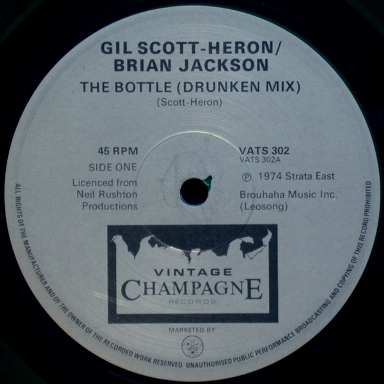 GIL SCOTT-HERON/
BRIAN JACKSON
THE BOTTLE (DRUNKEN MIX)
(Scott-Heron)
45 RPM
SIDE ONE
Licenced from
Neil Rushton
Productions
VATS 302
VATS 302A
Ⓟ 1974 Strata East
Brouhaha Music Inc.
(Leosong)
VINTAGE
CHAMPAGNE
RECORDS
MARKETED BY
ALL RIGHTS OF THE MANUFACTURER AND OF THE OWNER OF THE RECORDED WORK RESERVED UNAUTHORISED PUBLIC PERFORMANCE BROADCASTING AND COPYING OF THIS RECORD PROHIBITED